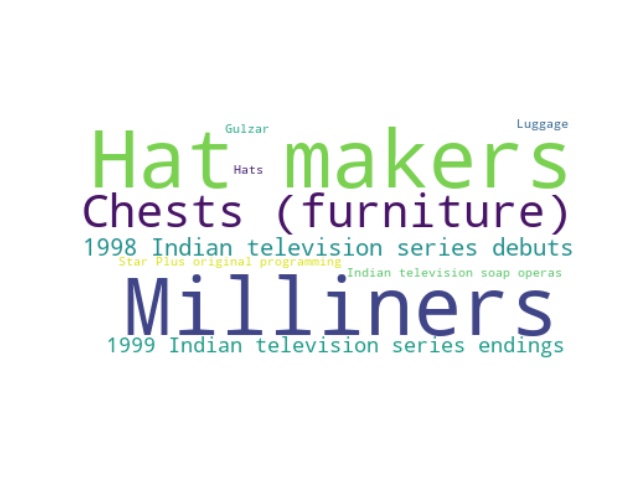 Luggage
Gulzar
Hat makers
Hats
Chests (furniture)
1998 Indian television series debuts
Star Plus original programming
Indian television soap operas
Milliners
1999 Indian television series endings